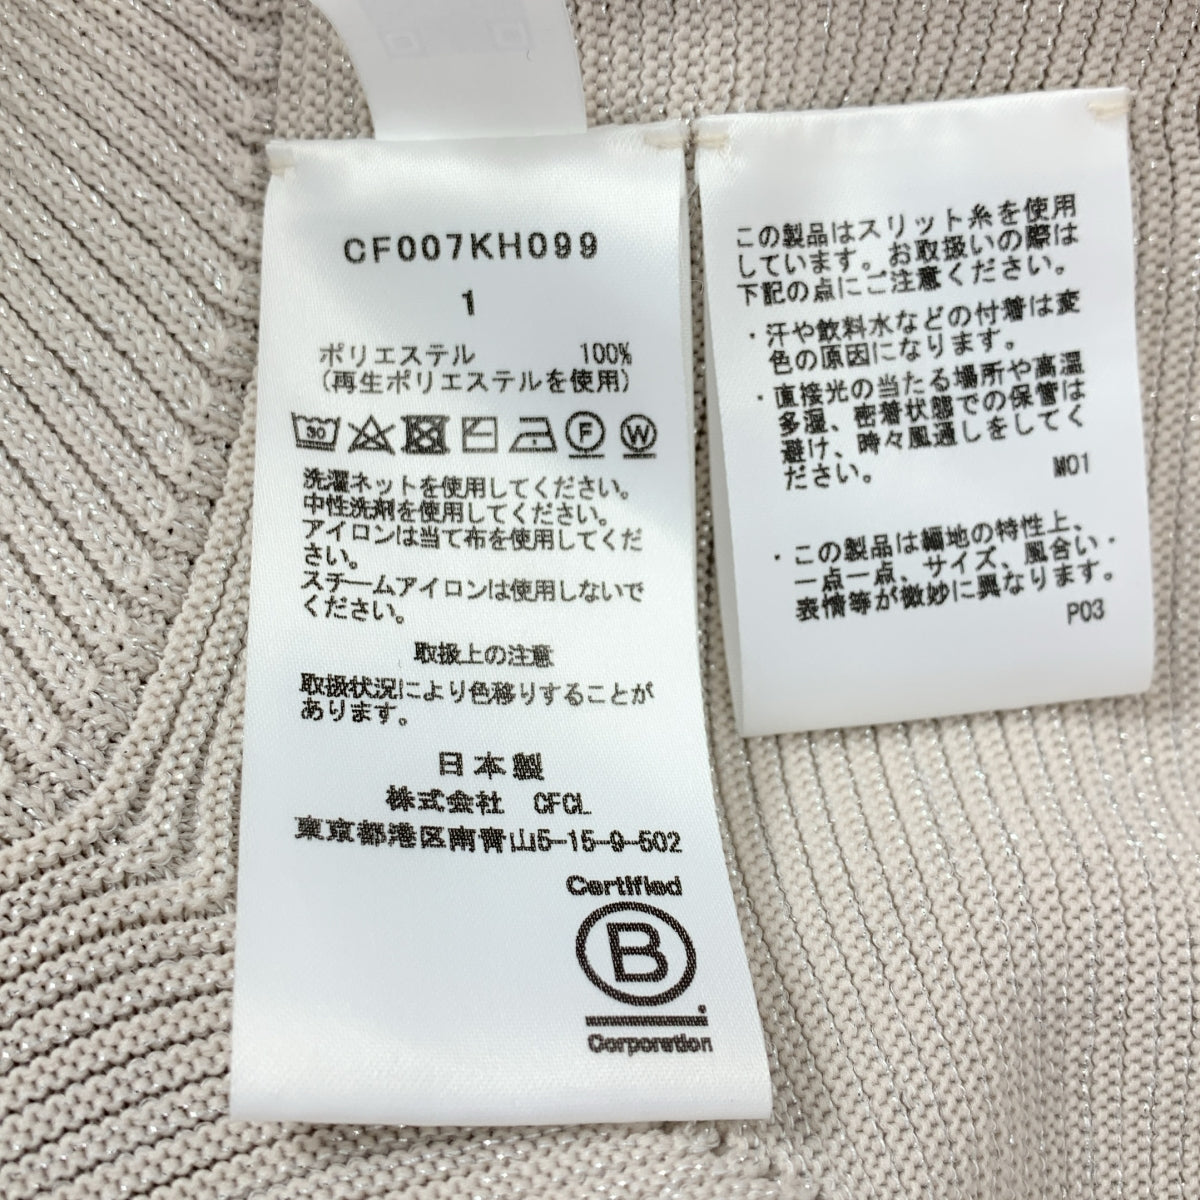 CF007KH099
1
ポリエステル 100%
(再生ポリエステルを使用)
30
F
W
洗濯ネットを使用してください。
中性洗剤を使用してください。
アイロンは当て布を使用してくだ
さい。
スチームアイロンは使用しないで
ください。
取扱上の注意
取扱状況により色移りすることが
あります。
日本製
株式会社 CFCL
東京都港区南青山5-15-9-502
Certified
B
Corporation
この製品はスリット糸を使用
しています。お取扱いの際は
下記の点にご注意ください。
・汗や飲料水などの付着は変
色の原因になります。
・直接光の当たる場所や高温
多湿、密着状態での保管は
避け、時々風通しをしてく
ださい。
M01
・この製品は編地の特性上、
一点一点、サイズ、風合い・
表情等が微妙に異なります。
P03